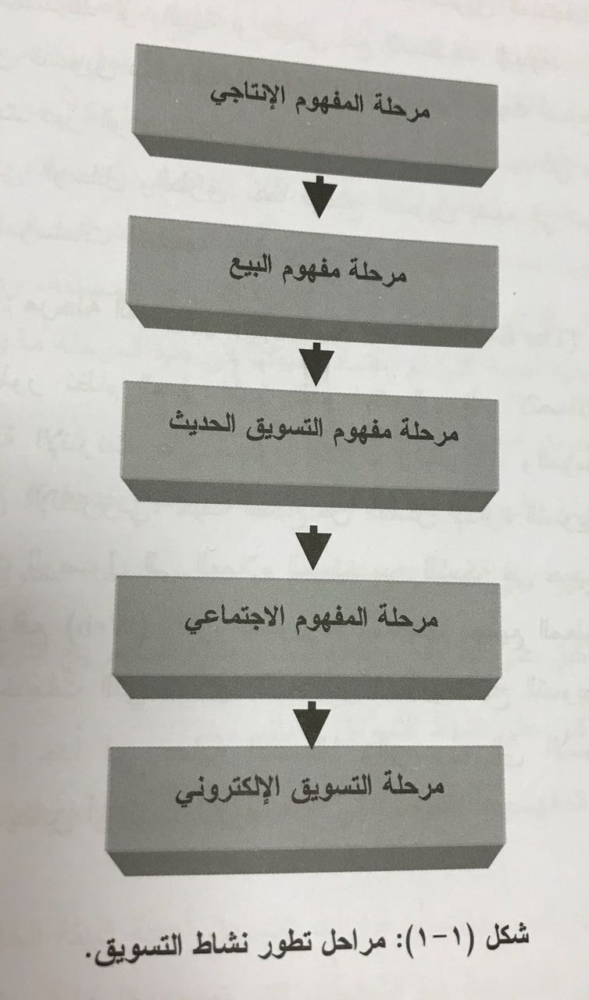 مرحلة المفهوم الإنتاجي
مرحلة مفهوم البيع
مرحلة مفهوم التسويق الحديث
مرحلة المفهوم الاجتماعي
مرحلة التسويق الإلكتروني
شكل (١-١): مراحل تطور نشاط التسويق.